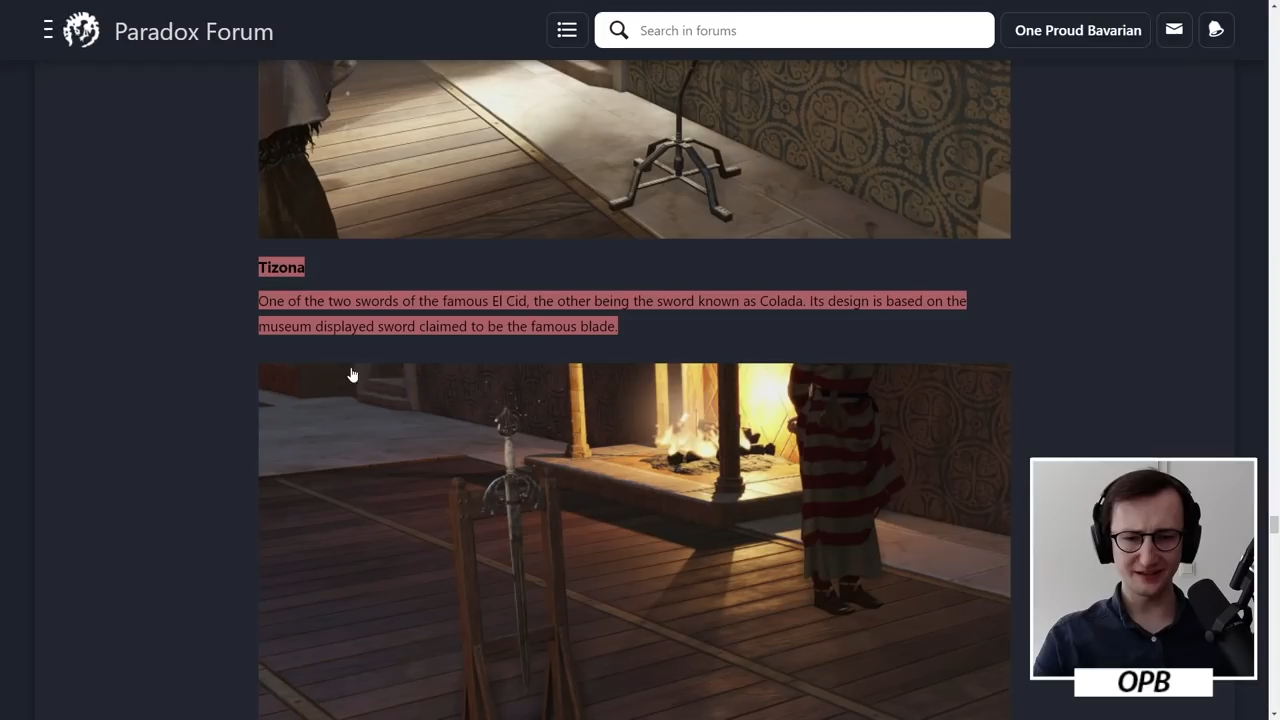 Paradox Forum
Search in forums
One Proud Bavarian
Tizona
One of the two swords of the famous El Cid, the other being the sword known as Colada. Its design is based on the
museum displayed sword claimed to be the famous blade.
OPB